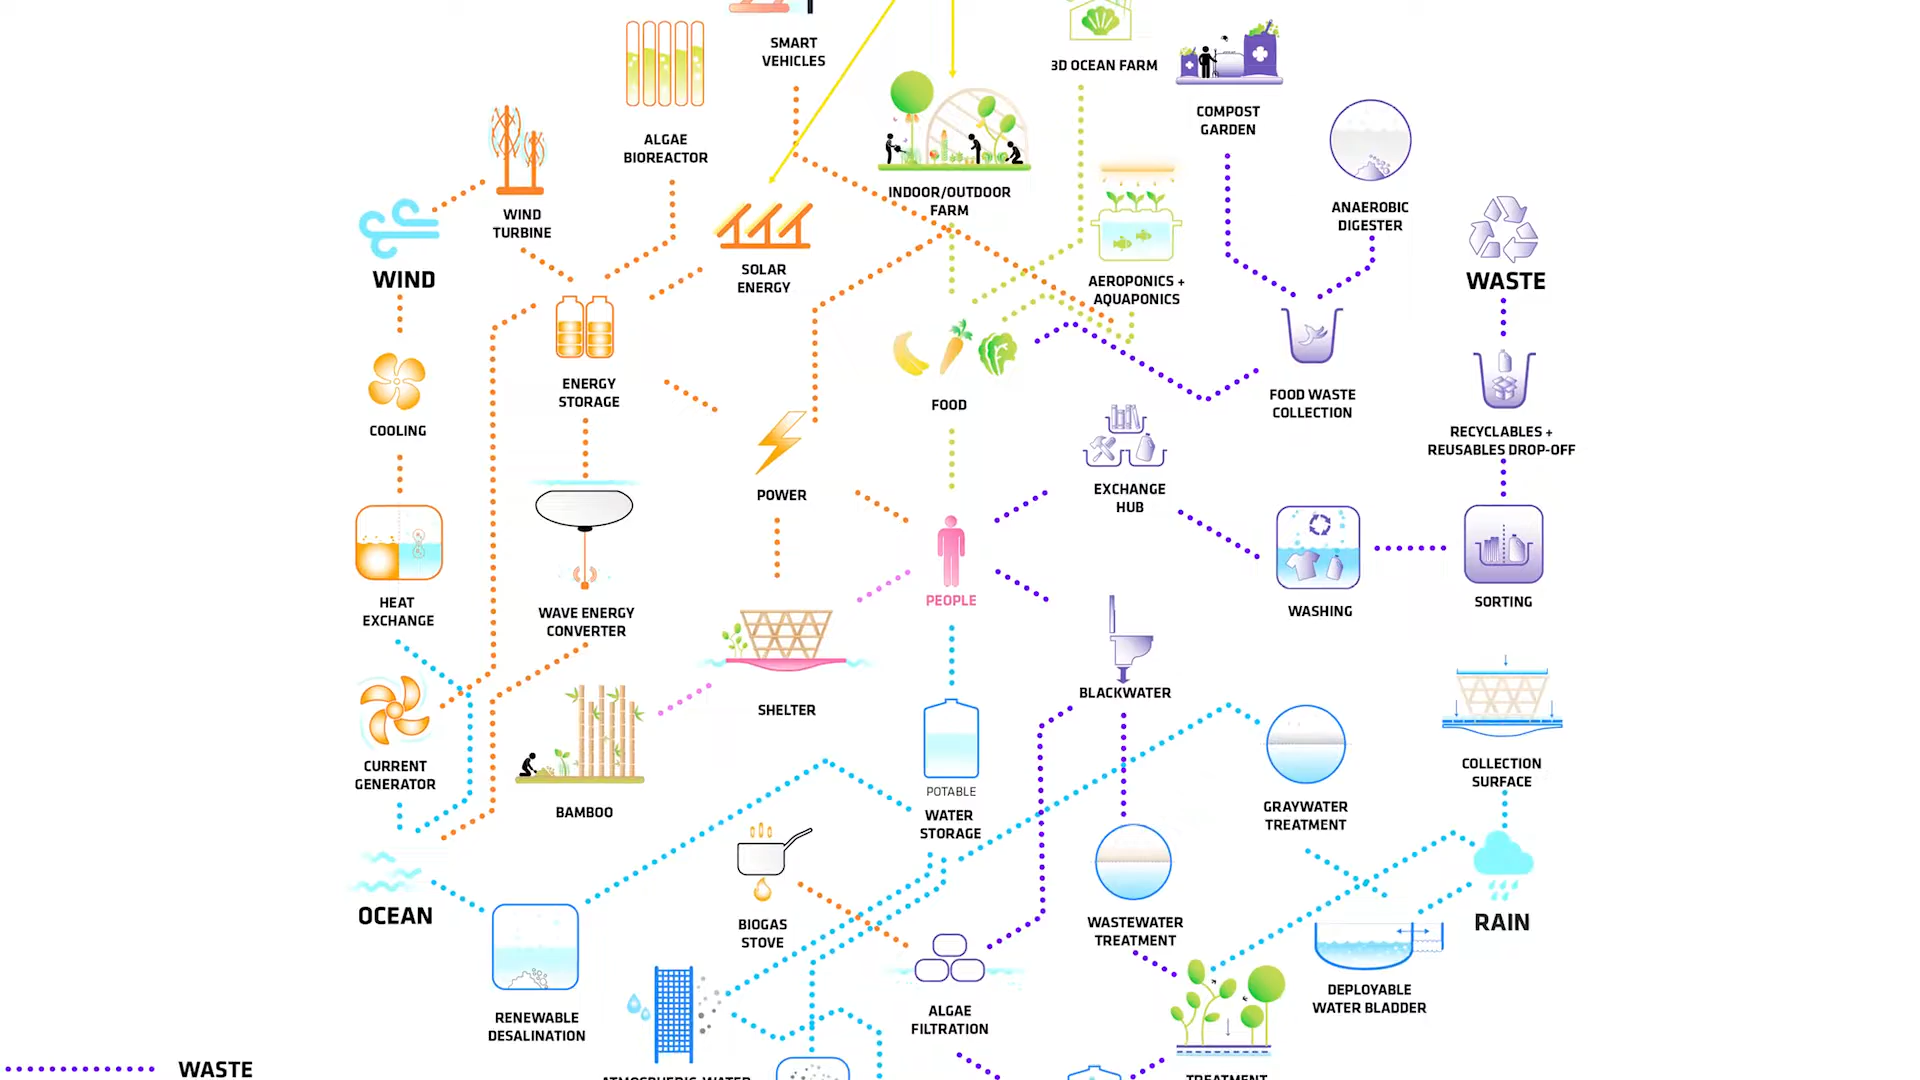 SMART
VEHICLES
3D OCEAN FARM
COMPOST
GARDEN
ALGAE
BIOREACTOR
INDOOR/OUTDOOR
FARM
ANAEROBIC
DIGESTER
WIND
TURBINE
WIND
SOLAR
ENERGY
AEROPONICS +
AQUAPONICS
WASTE
ENERGY
STORAGE
FOOD
FOOD WASTE
COLLECTION
COOLING
RECYCLABLES +
REUSABLES DROP-OFF
POWER
EXCHANGE
HUB
HEAT
EXCHANGE
WAVE ENERGY
CONVERTER
PEOPLE
WASHING
SORTING
SHELTER
BLACKWATER
CURRENT
GENERATOR
BAMBOO
POTABLE
WATER
STORAGE
GRAYWATER
TREATMENT
COLLECTION
SURFACE
OCEAN
BIOGAS
STOVE
WASTEWATER
TREATMENT
RAIN
RENEWABLE
DESALINATION
ALGAE
FILTRATION
DEPLOYABLE
WATER BLADDER
WASTE
ATMOSPHERIC WATER
TREATMENT